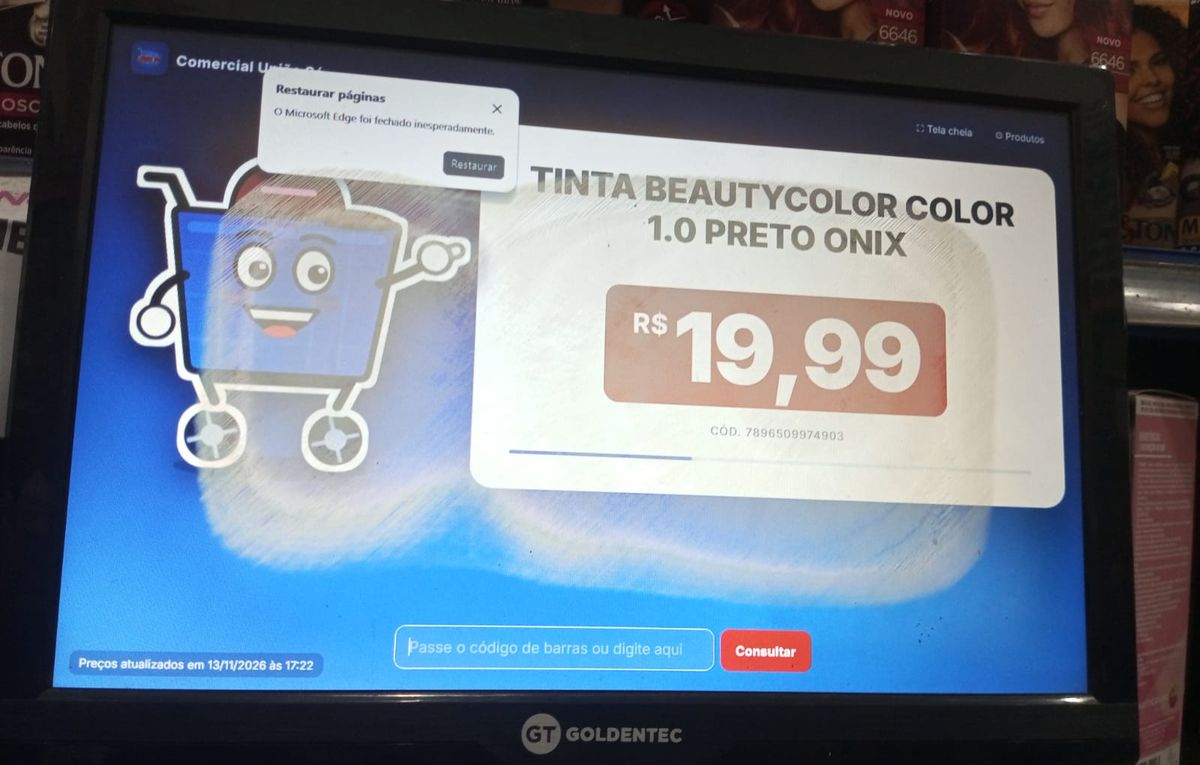 NOVO
6646
NOVO
6646
Comercial União
Restaurar páginas
O Microsoft Edge foi fechado inesperadamente.
Restaurar
Tela cheia
Produtos
TINTA BEAUTYCOLOR COLOR
1.0 PRETO ONIX
R$ 19,99
CÓD. 7896509974903
Passe o código de barras ou digite aqui
Consultar
Preços atualizados em 13/11/2026 às 17:22
GT GOLDENTEC